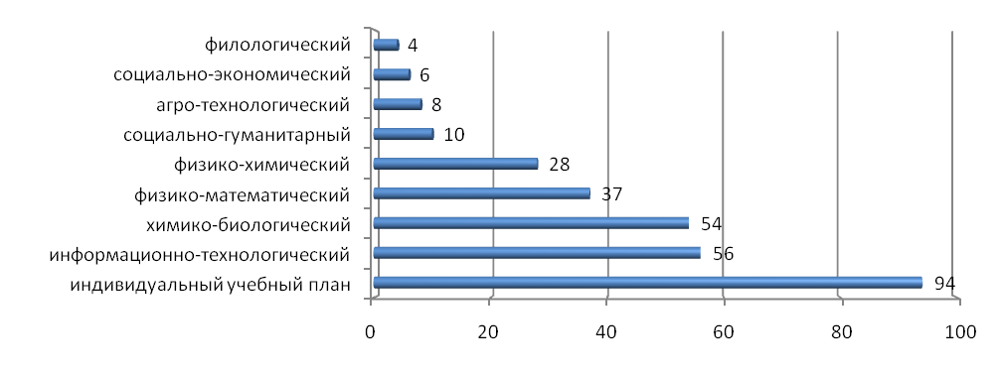 филологический 4
социально-экономический 6
агро-технологический 8
социально-гуманитарный 10
физико-химический 28
физико-математический 37
химико-биологический 54
информационно-технологический 56
индивидуальный учебный план 94
0 20 40 60 80 100